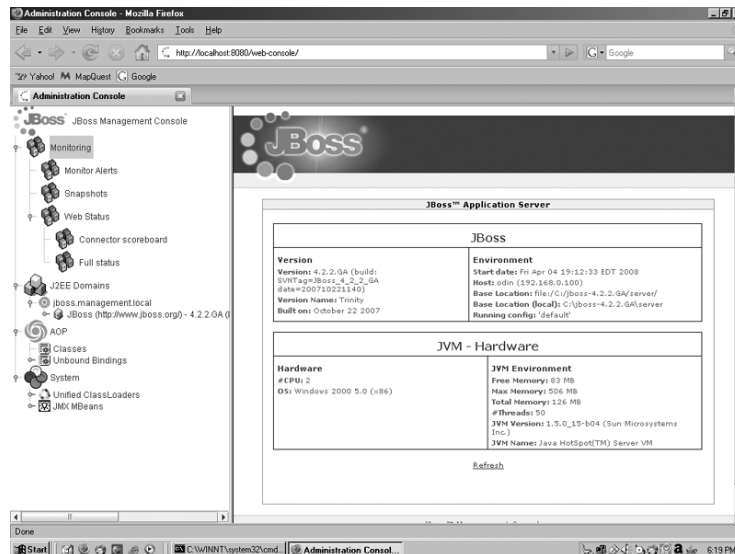 Administration Console - Mozilla Firefox
File Edit View History Bookmarks Tools Help
http://localhost:8080/web-console/
G Google
Yahoo! MapQuest Google
Administration Console
JBoss JBoss Management Console
Monitoring
Monitor Alerts
Snapshots
Web Status
Connector scoreboard
Full status
J2EE Domains
jboss.management.local
JBoss (http://www.jboss.org/) - 4.2.2.GA (
AOP
Classes
Unbound Bindings
System
Unified ClassLoaders
JMX MBeans
JBoss
JBoss™ Application Server
JBoss
Version
Version: 4.2.2.GA (build:
SVNTag=JBoss_4_2_2_GA
date=200710221140)
Version Name: Trinity
Built on: October 22 2007
Environment
Start date: Fri Apr 04 19:12:33 EDT 2008
Host: odin (192.168.0.100)
Base Location: file:/C:/jboss-4.2.2.GA/server/
Base Location (local): C:\jboss-4.2.2.GA\server
Running config: 'default'
JVM - Hardware
Hardware
#CPU: 2
OS: Windows 2000 5.0 (x86)
JVM Environment
Free Memory: 83 MB
Max Memory: 506 MB
Total Memory: 126 MB
#Threads: 50
JVM Version: 1.5.0_15-b04 (Sun Microsystems
Inc.)
JVM Name: Java HotSpot(TM) Server VM
Refresh
Done
Start
C:\WINNT\system32\cmd...
Administration Consol...
6:19 PM